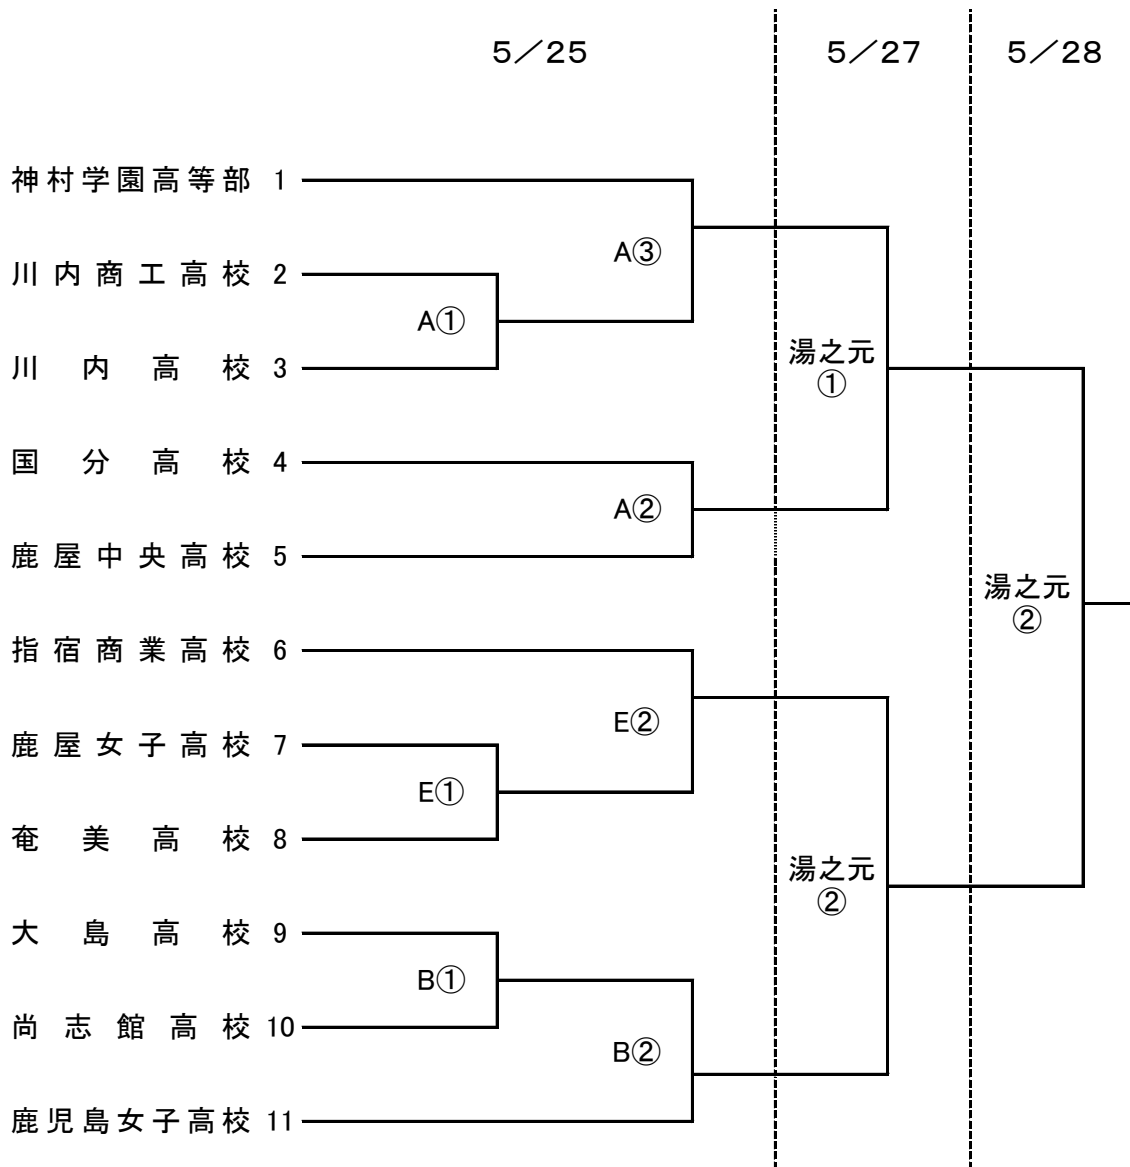 5／25 5／27 5／28
神村学園高等部 1
A③
川内商工高校 2
A①
川内高校 3
湯之元
①
国分高校 4
A②
鹿屋中央高校 5
湯之元
②
指宿商業高校 6
E②
鹿屋女子高校 7
E①
奄美高校 8
湯之元
②
大島高校 9
B①
尚志館高校 10
B②
鹿児島女子高校 11